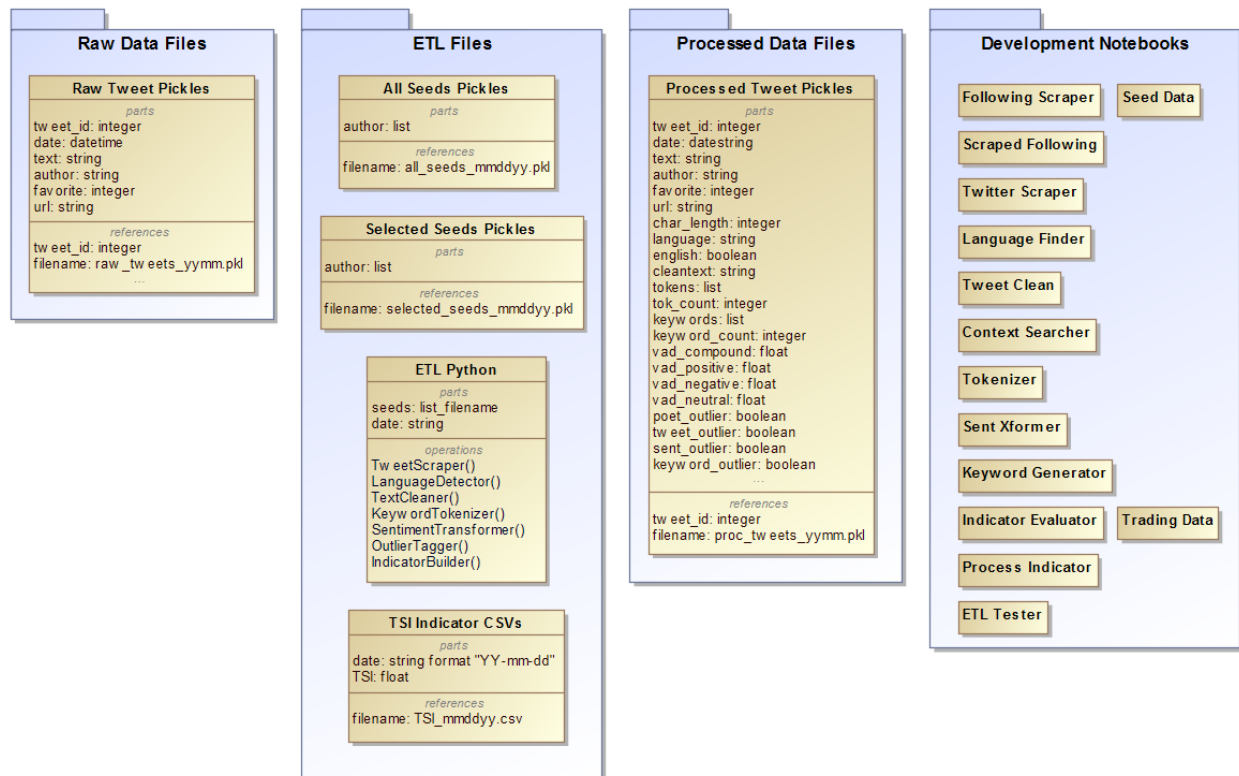 Raw Data Files
Raw Tweet Pickles
parts
tweet_id: integer
date: datetime
text: string
author: string
favorite: integer
url: string
references
tweet_id: integer
filename: raw_tweets_yymm.pkl
...
ETL Files
All Seeds Pickles
parts
author: list
references
filename: all_seeds_mmddyy.pkl
Selected Seeds Pickles
parts
author: list
references
filename: selected_seeds_mmddyy.pkl
ETL Python
parts
seeds: list_filename
date: string
operations
TweetScraper()
LanguageDetector()
TextCleaner()
KeywordTokenizer()
SentimentTransformer()
OutlierTagger()
IndicatorBuilder()
TSI Indicator CSVs
parts
date: string format "YY-mm-dd"
TSI: float
references
filename: TSI_mmddyy.csv
Processed Data Files
Processed Tweet Pickles
parts
tweet_id: integer
date: datestring
text: string
author: string
favorite: integer
url: string
char_length: integer
language: string
english: boolean
cleantext: string
tokens: list
tok_count: integer
keywords: list
keyword_count: integer
vad_compound: float
vad_positive: float
vad_negative: float
vad_neutral: float
poet_outlier: boolean
tweet_outlier: boolean
sent_outlier: boolean
keyword_outlier: boolean
...
references
tweet_id: integer
filename: proc_tweets_yymm.pkl
Development Notebooks
Following Scraper
Seed Data
Scraped Following
Twitter Scraper
Language Finder
Tweet Clean
Context Searcher
Tokenizer
Sent Xformer
Keyword Generator
Indicator Evaluator
Trading Data
Process Indicator
ETL Tester